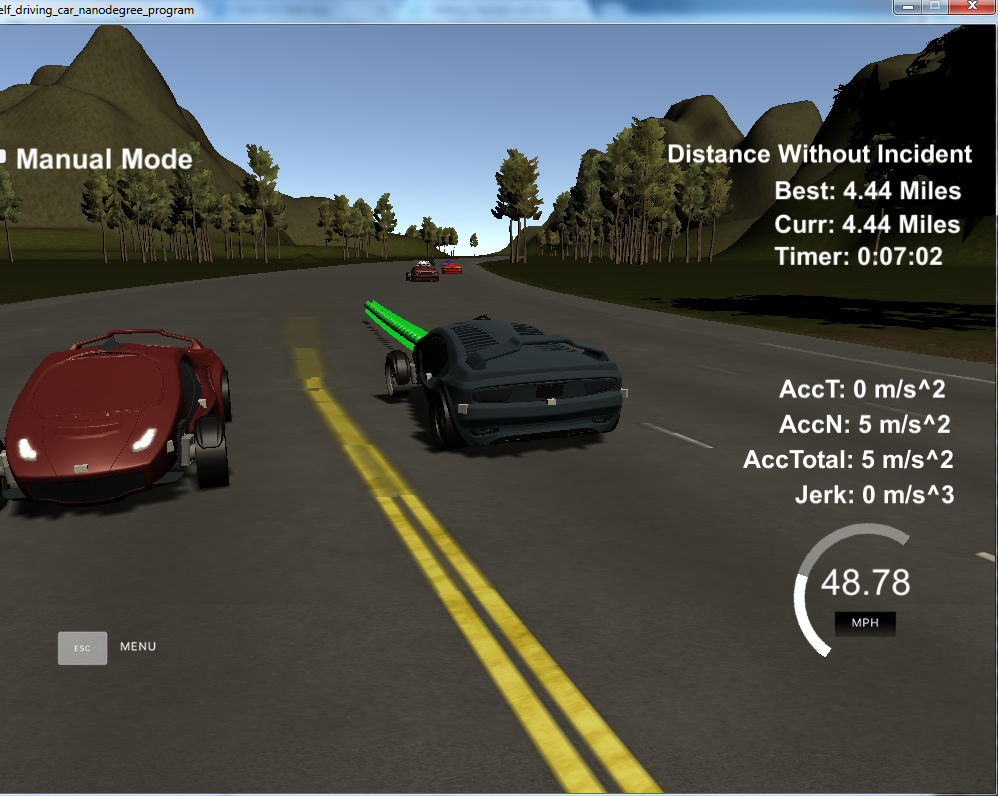 elf_driving_car_nanodegree_program
Manual Mode
Distance Without Incident
Best: 4.44 Miles
Curr: 4.44 Miles
Timer: 0:07:02
AccT: 0 m/s^2
AccN: 5 m/s^2
AccTotal: 5 m/s^2
Jerk: 0 m/s^3
48.78
MPH
ESC MENU